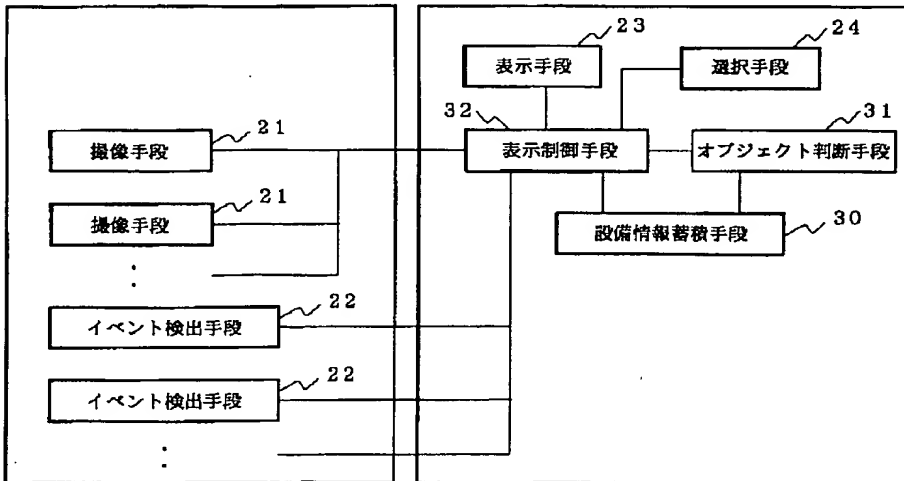 21
撮像手段
21
撮像手段
22
イベント検出手段
22
イベント検出手段
23
表示手段
24
選択手段
32
表示制御手段
31
オブジェクト判断手段
設備情報蓄積手段
30